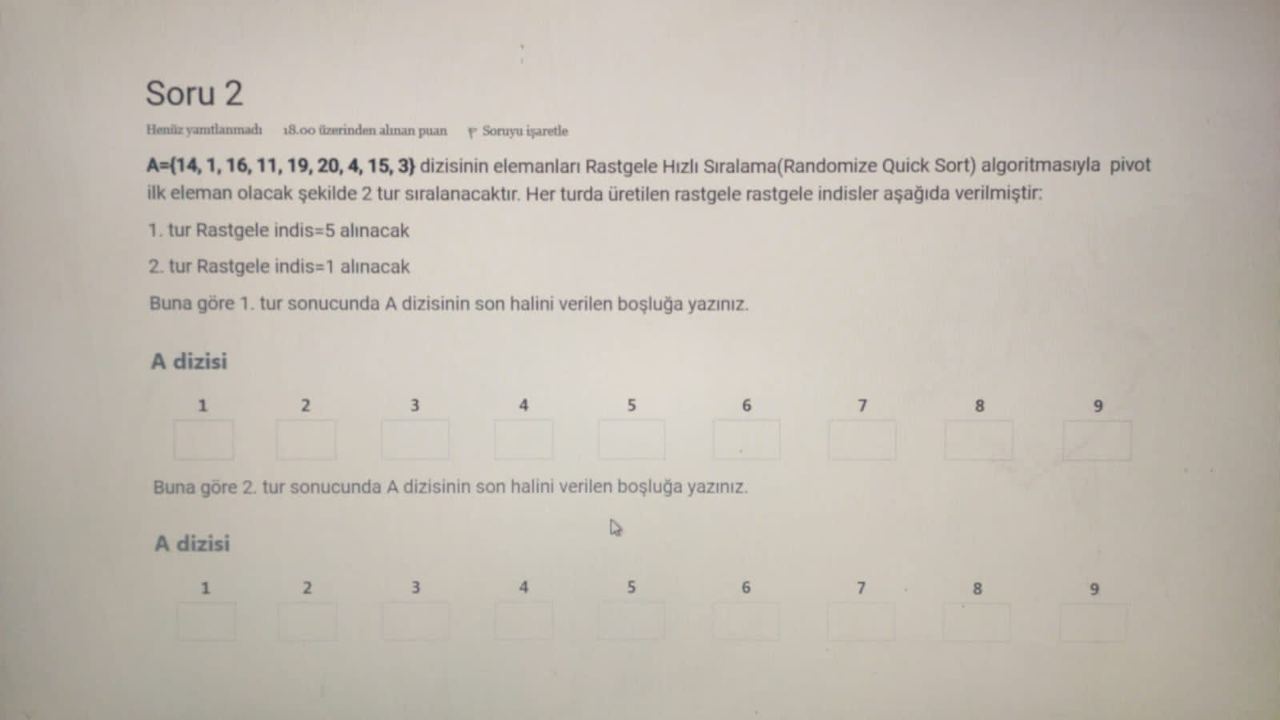 Soru 2
Henüz yanıtlanmadı 18.00 üzerinden alınan puan Soruyu işaretle
A={14, 1, 16, 11, 19, 20, 4, 15, 3} dizisinin elemanları Rastgele Hızlı Sıralama(Randomize Quick Sort) algoritmasıyla pivot
ilk eleman olacak şekilde 2 tur sıralanacaktır. Her turda üretilen rastgele rastgele indisler aşağıda verilmiştir:
1. tur Rastgele indis=5 alınacak
2. tur Rastgele indis=1 alınacak
Buna göre 1. tur sonucunda A dizisinin son halini verilen boşluğa yazınız.
A dizisi
1 2 3 4 5 6 7 8 9
Buna göre 2. tur sonucunda A dizisinin son halini verilen boşluğa yazınız.
A dizisi
1 2 3 4 5 6 7 8 9